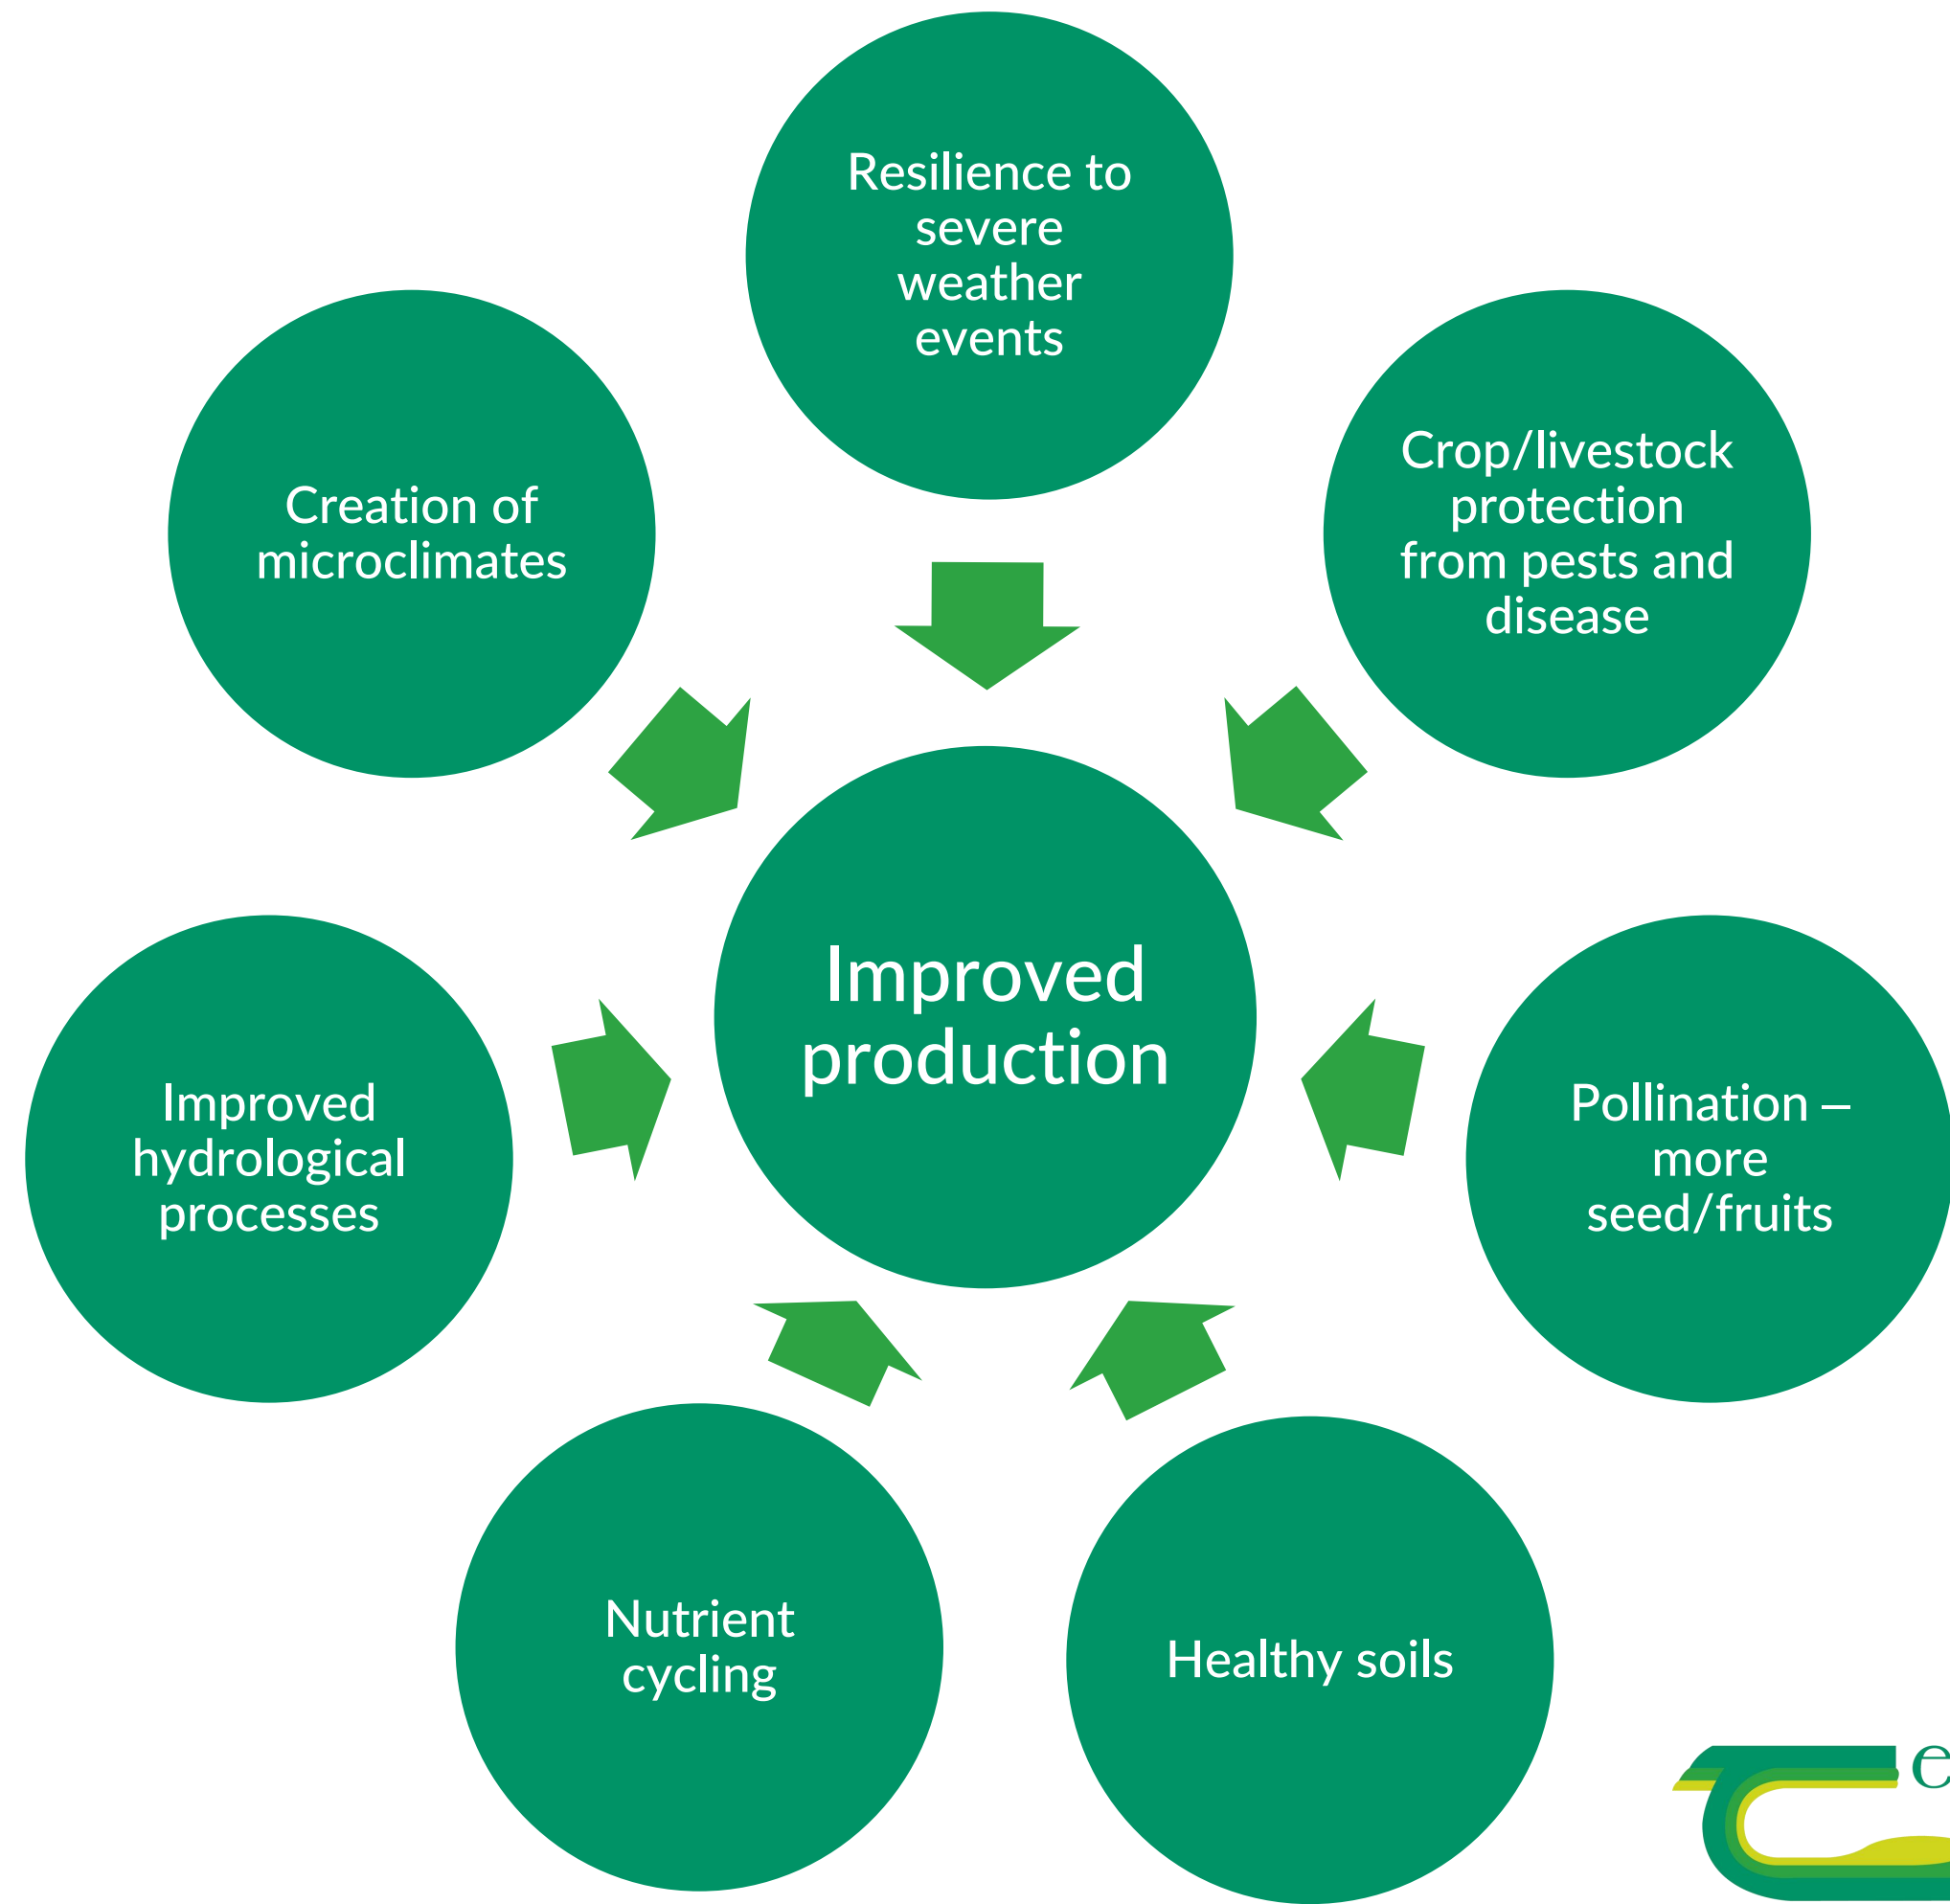 Resilience to
severe
weather
events
Crop/livestock
protection
from pests and
disease
Creation of
microclimates
Improved
production
Pollination –
more
seed/fruits
Improved
hydrological
processes
Nutrient
cycling
Healthy soils
e